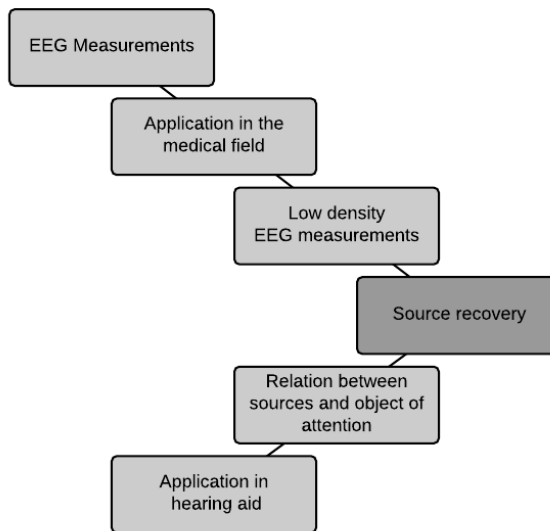 EEG Measurements
Application in the
medical field
Low density
EEG measurements
Source recovery
Relation between
sources and object of
attention
Application in
hearing aid